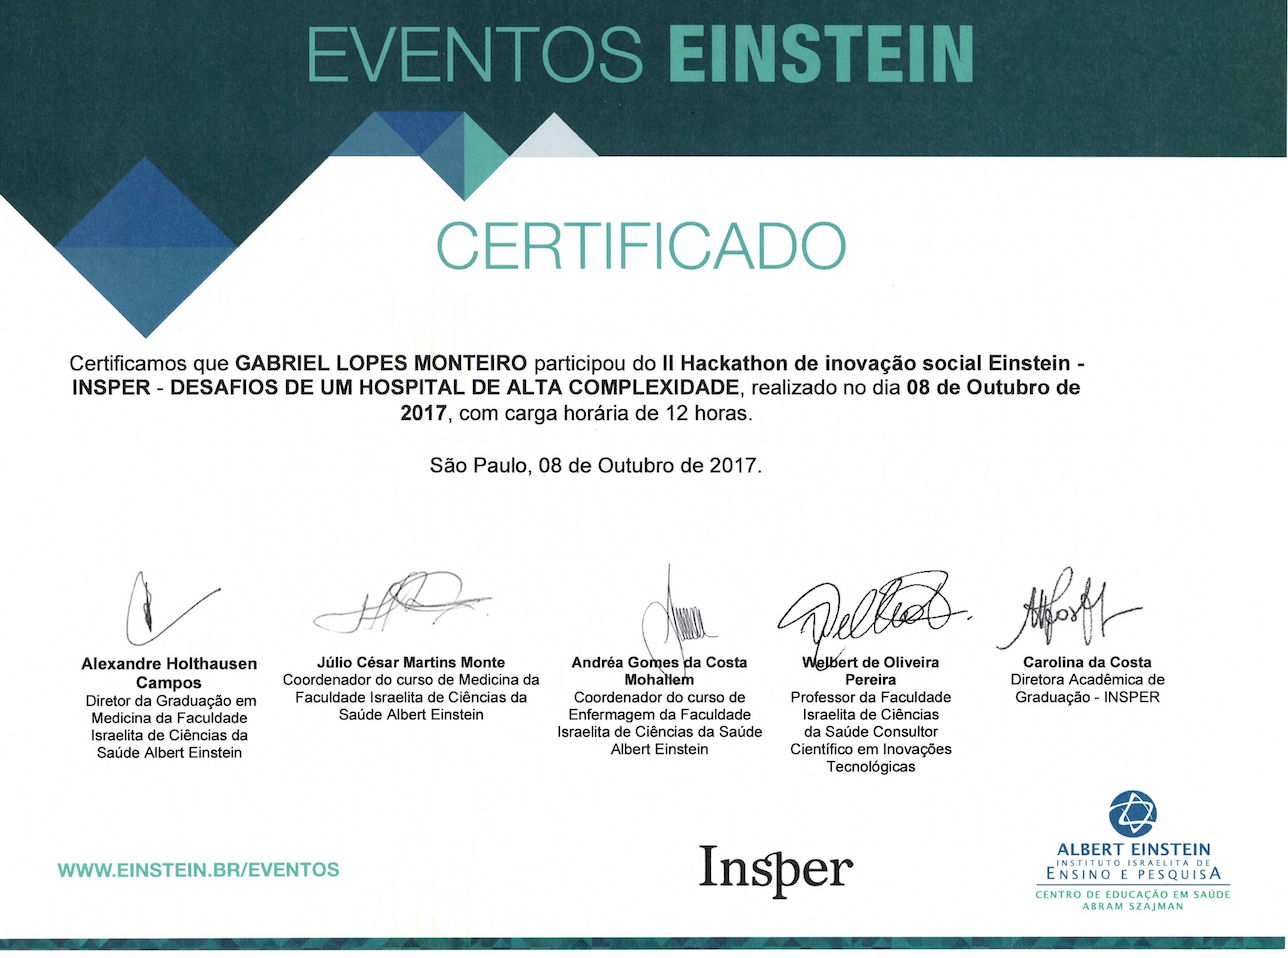 EVENTOS EINSTEIN
CERTIFICADO
Certificamos que GABRIEL LOPES MONTEIRO participou do II Hackathon de inovação social Einstein -
INSPER - DESAFIOS DE UM HOSPITAL DE ALTA COMPLEXIDADE, realizado no dia 08 de Outubro de
2017, com carga horária de 12 horas.
São Paulo, 08 de Outubro de 2017.
Alexandre Holthausen
Campos
Diretor da Graduação em
Medicina da Faculdade
Israelita de Ciências da
Saúde Albert Einstein
Júlio César Martins Monte
Coordenador do curso de Medicina da
Faculdade Israelita de Ciências da
Saúde Albert Einstein
Andréa Gomes da Costa
Mohallem
Coordenador do curso de
Enfermagem da Faculdade
Israelita de Ciências da Saúde
Albert Einstein
Welbert de Oliveira
Pereira
Professor da Faculdade
Israelita de Ciências
da Saúde Consultor
Científico em Inovações
Tecnológicas
Carolina da Costa
Diretora Acadêmica de
Graduação - INSPER
WWW.EINSTEIN.BR/EVENTOS
Insper
ALBERT EINSTEIN
INSTITUTO ISRAELITA DE
ENSINO E PESQUISA
CENTRO DE EDUCAÇÃO EM SAÚDE
ABRAM SZAJMAN